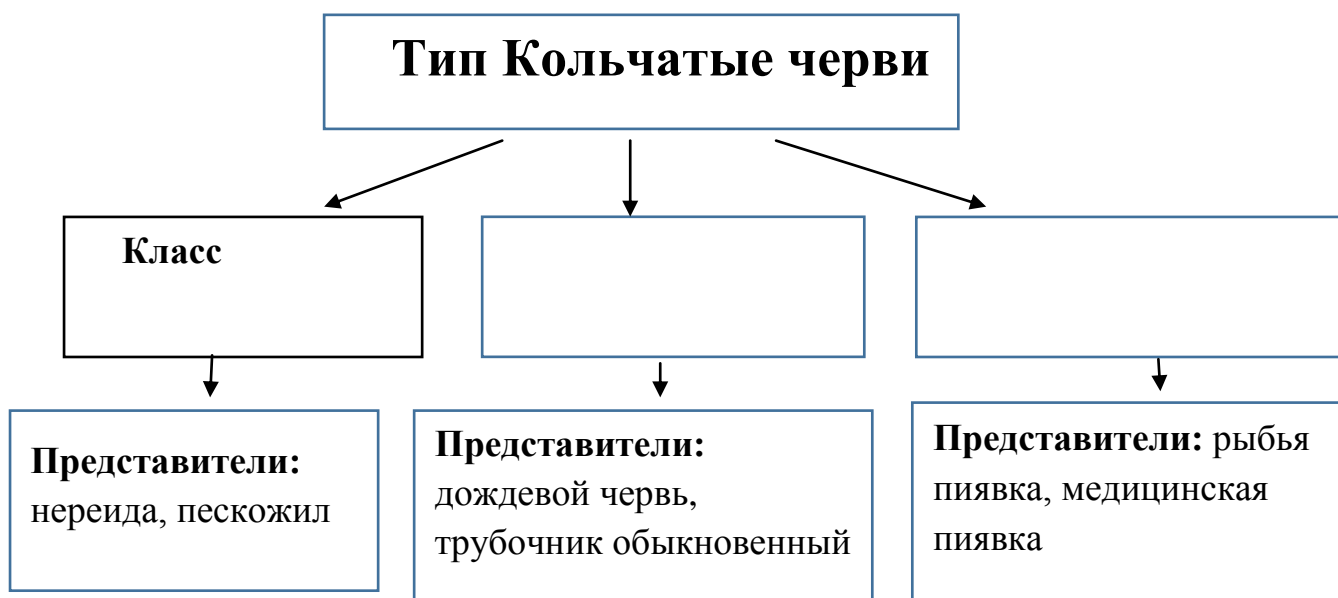 Тип Кольчатые черви
Класс
Представители:
нереида, пескожил
Представители:
дождевой червь,
трубочник обыкновенный
Представители: рыбья
пиявка, медицинская
пиявка